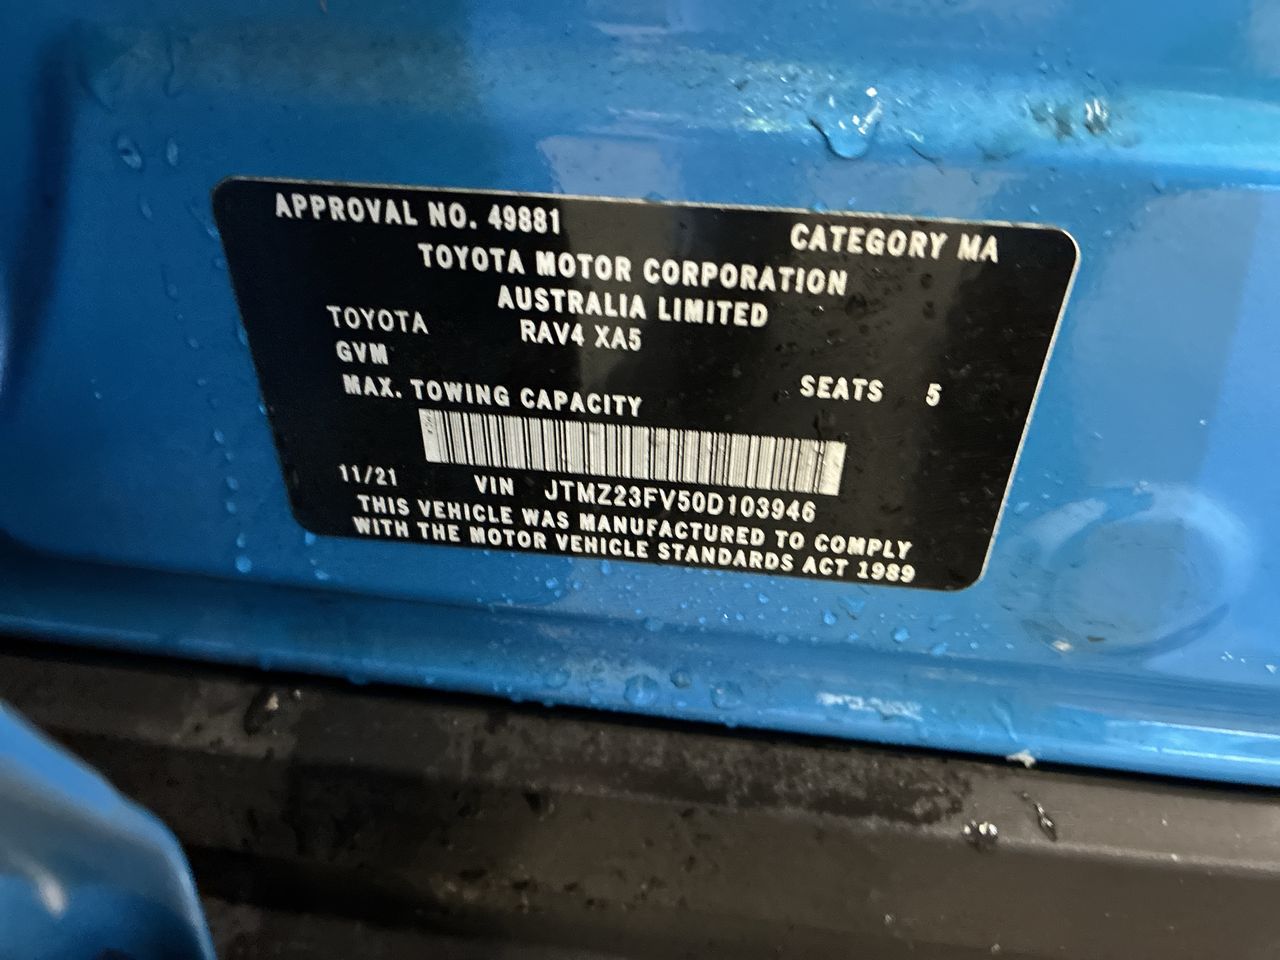 APPROVAL NO. 49881
CATEGORY MA
TOYOTA MOTOR CORPORATION
AUSTRALIA LIMITED
TOYOTA RAV4 XA5
GVM
SEATS 5
MAX. TOWING CAPACITY
11/21 VIN JTMZ23FV50D103946
THIS VEHICLE WAS MANUFACTURED TO COMPLY
WITH THE MOTOR VEHICLE STANDARDS ACT 1989